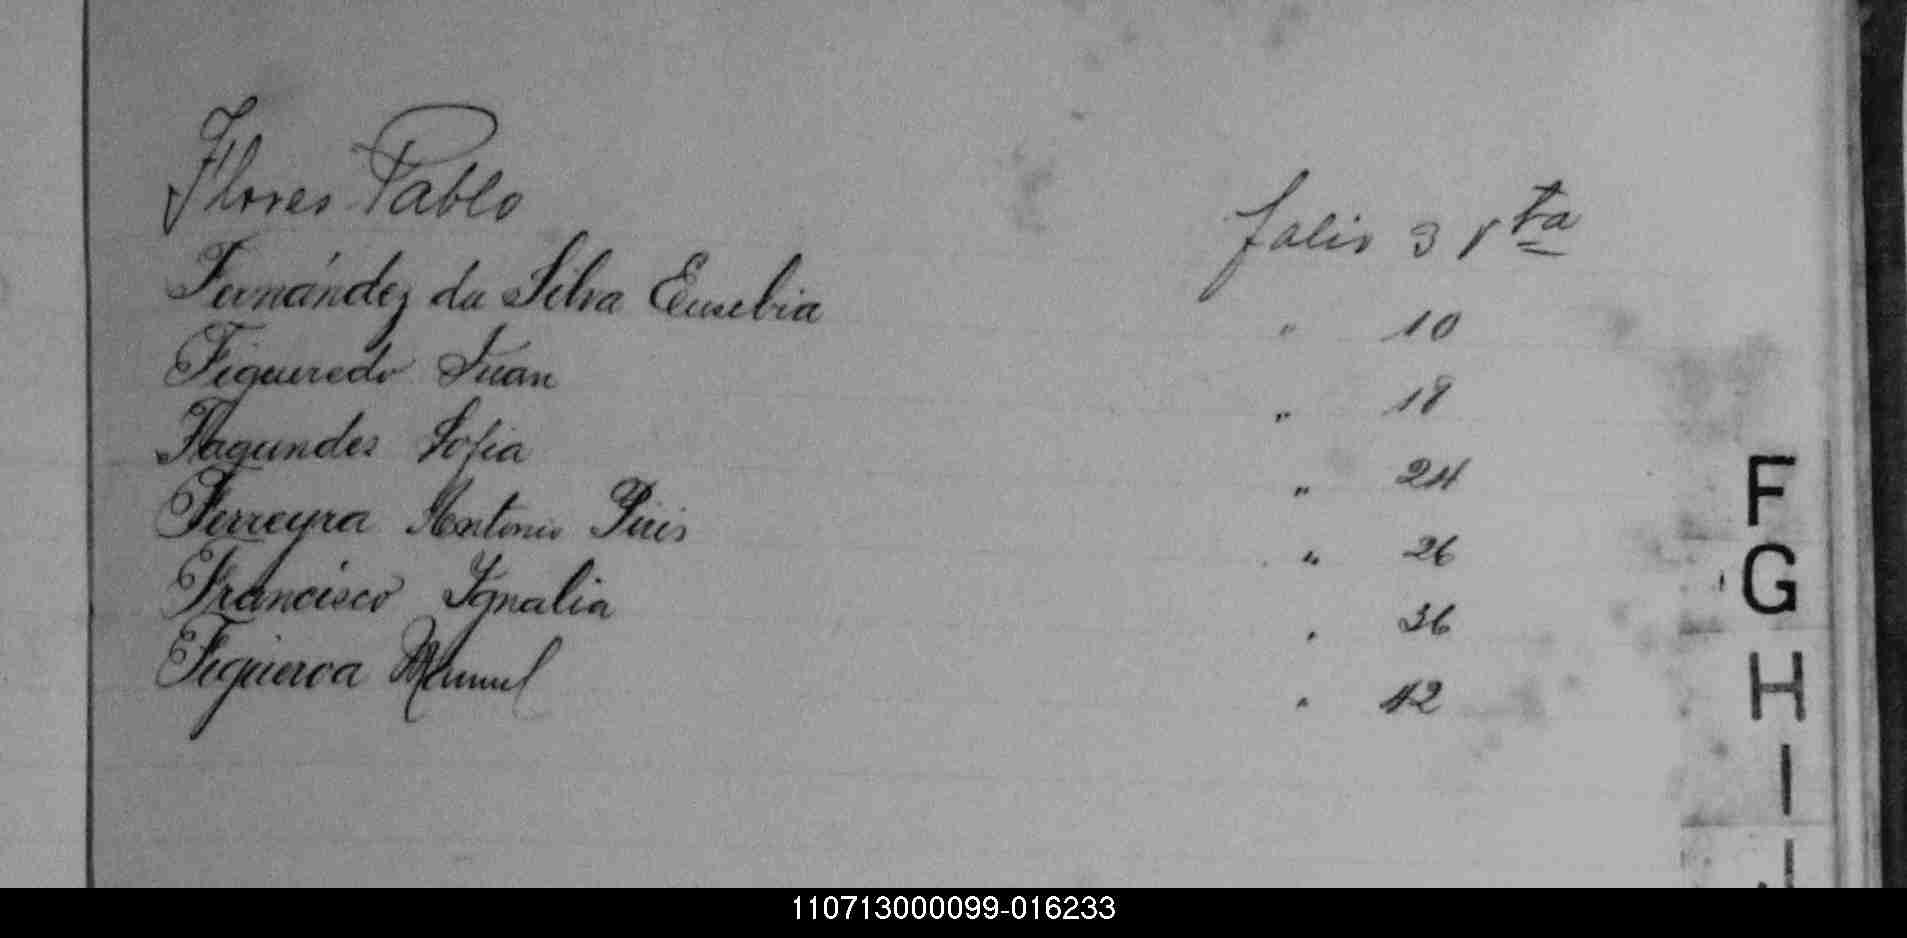 Flores Pablo folio 3 vta
Fernández da Silva Eusebia " 10
Figueredo Juan " 18
Fagundes Sofia " 24
Ferreyra Antonio Piris " 26
Francisco Ignalia " 36
Figueroa Manuel " 42
F
G
H
I
J
110713000099-016233